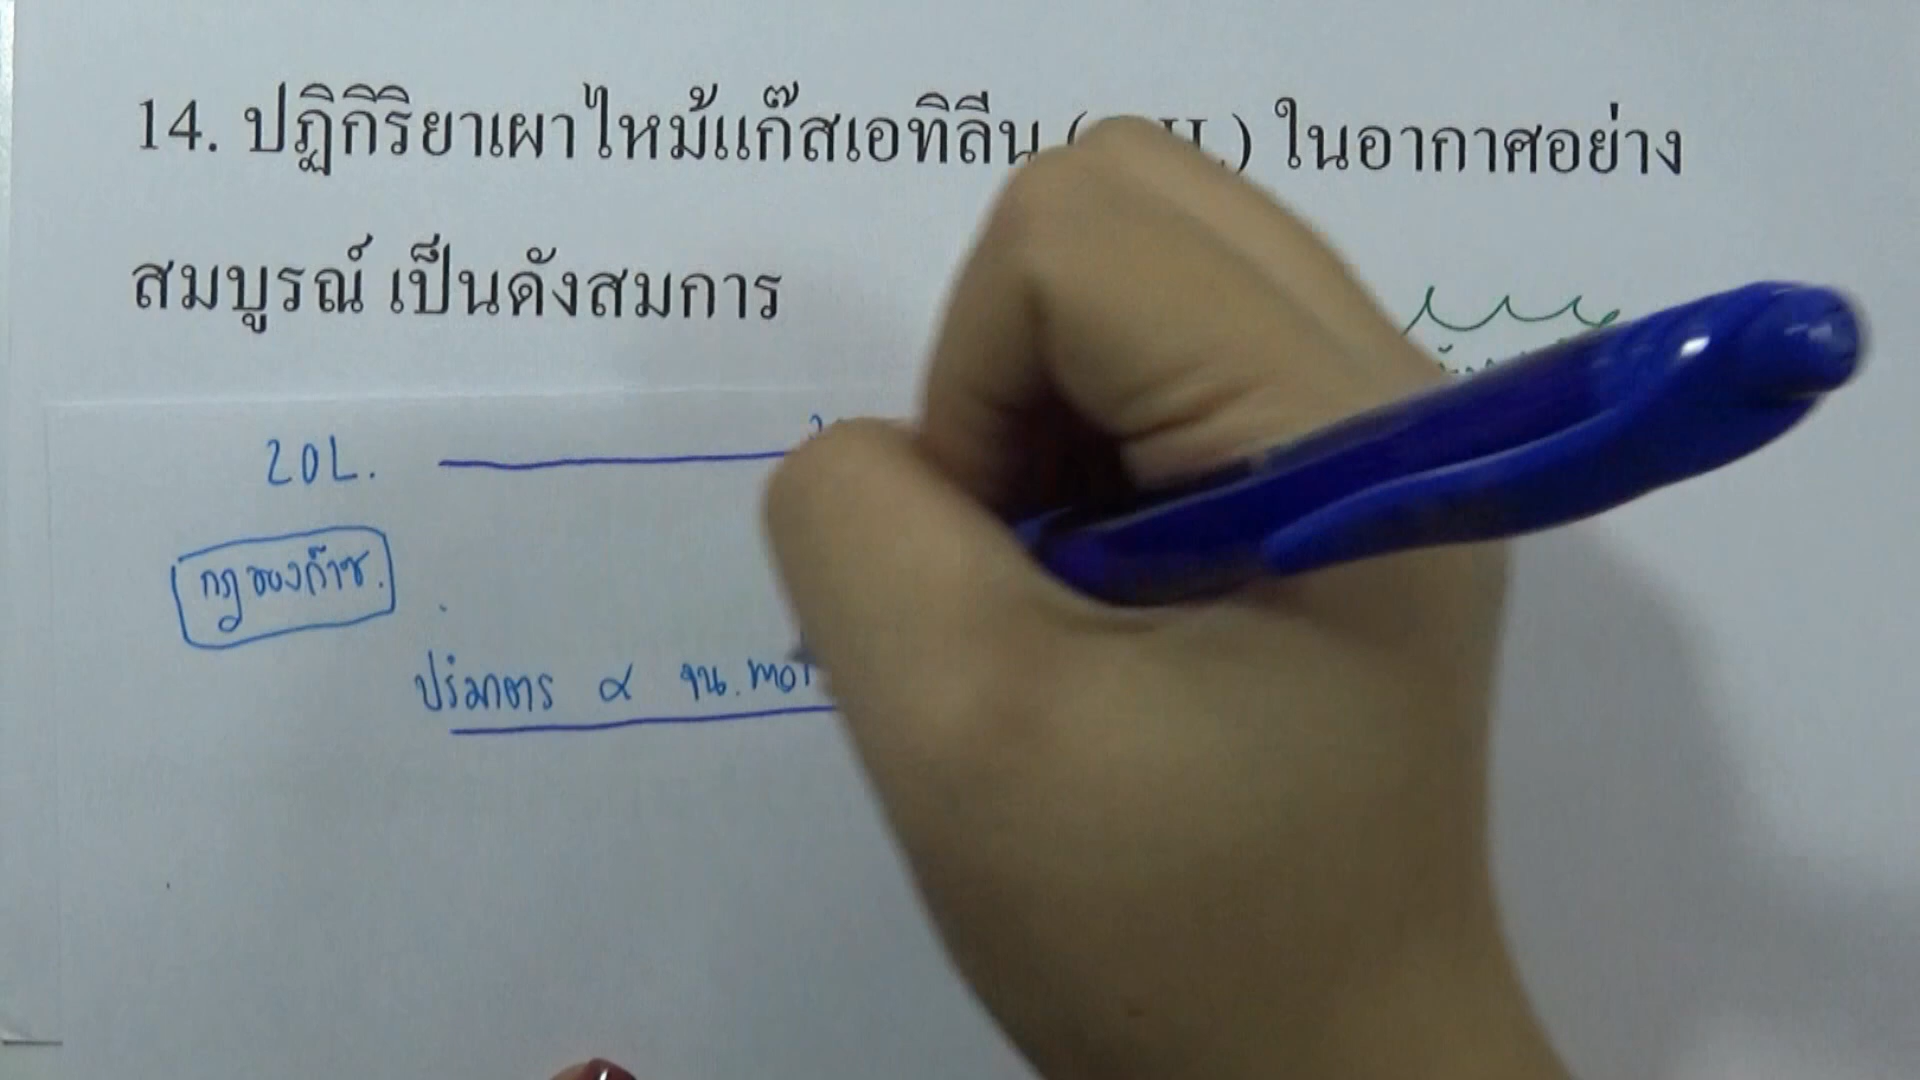 14. ปฏิกิริยาเผาไหม้แก๊สเอทิลีน ( ) ในอากาศอย่าง
สมบูรณ์ เป็นดังสมการ
20L.
กฎของก๊าซ.
ปริมาตร ∝ จน. mol